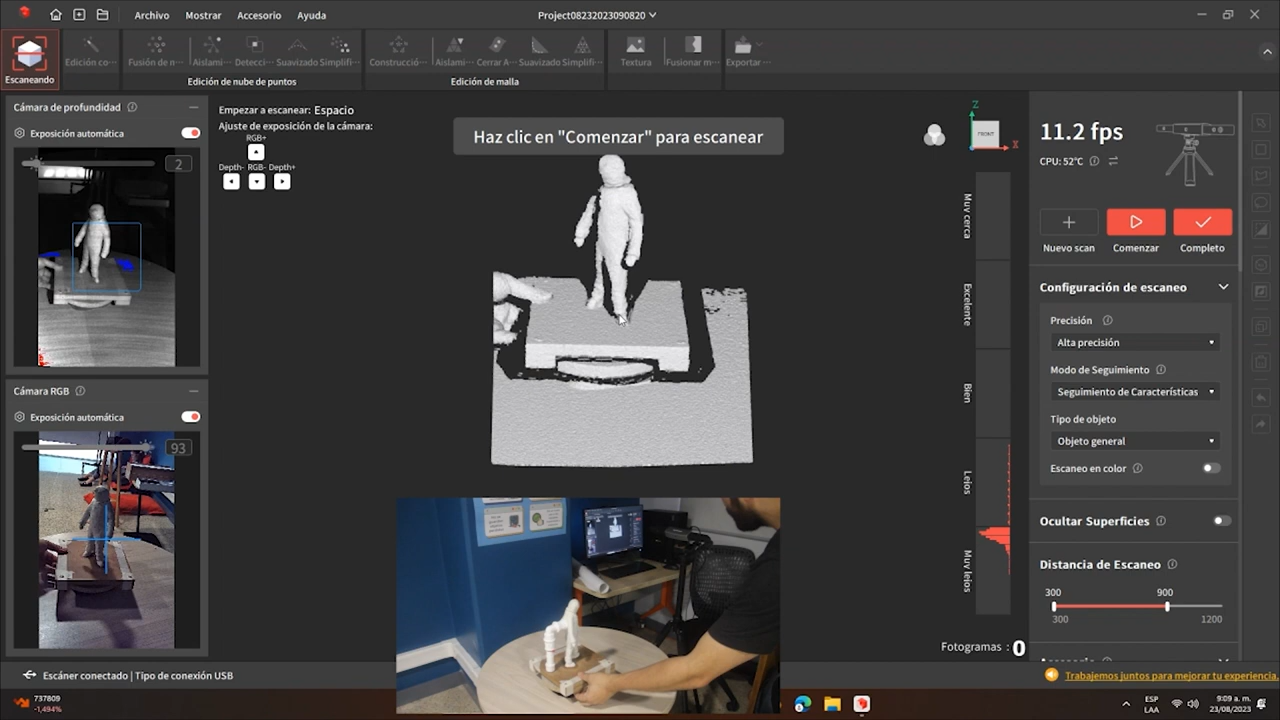 Archivo Mostrar Accesorio Ayuda
Project08232023090820
Escaneando
Edición co···
Fusión de n···
Aislami···
Detecci···
Suavizado
Simplifi···
Edición de nube de puntos
Construcció···
Aislami···
Cerrar A···
Suavizado
Simplifi···
Edición de malla
Textura
Fusionar m···
Exportar ···
Cámara de profundidad
Exposición automática
2
Cámara RGB
Exposición automática
93
Empezar a escanear: Espacio
Ajuste de exposición de la cámara:
RGB+
Depth- RGB- Depth+
Haz clic en "Comenzar" para escanear
Z
FRONT
X
Muy cerca
Excelente
Bien
Lejos
Muy lejos
Fotogramas : 0
11.2 fps
CPU: 52°C
Nuevo scan
Comenzar
Completo
Configuración de escaneo
Precisión
Alta precisión
Modo de Seguimiento
Seguimiento de Características
Tipo de objeto
Objeto general
Escaneo en color
Ocultar Superficies
Distancia de Escaneo
300 900
300 1200
Escáner conectado | Tipo de conexión USB
Trabajemos juntos para mejorar tu experiencia.
737809
-1,494%
ESP
LAA
9:09 a. m.
23/08/2023